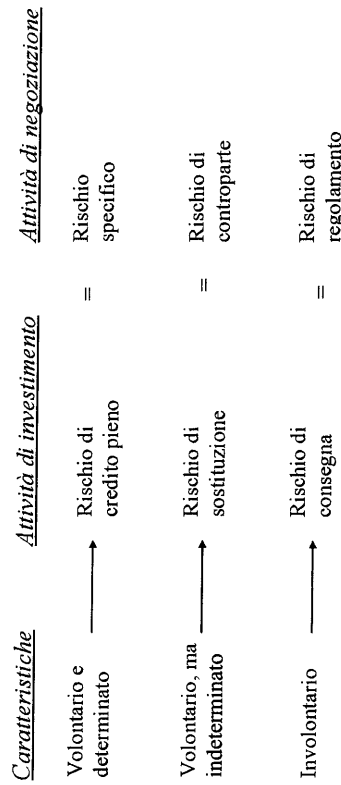 Caratteristiche Attività di investimento Attività di negoziazione
Volontario e Rischio di = Rischio
determinato credito pieno specifico
Volontario, ma Rischio di = Rischio di
indeterminato sostituzione controparte
Involontario Rischio di = Rischio di
consegna regolamento